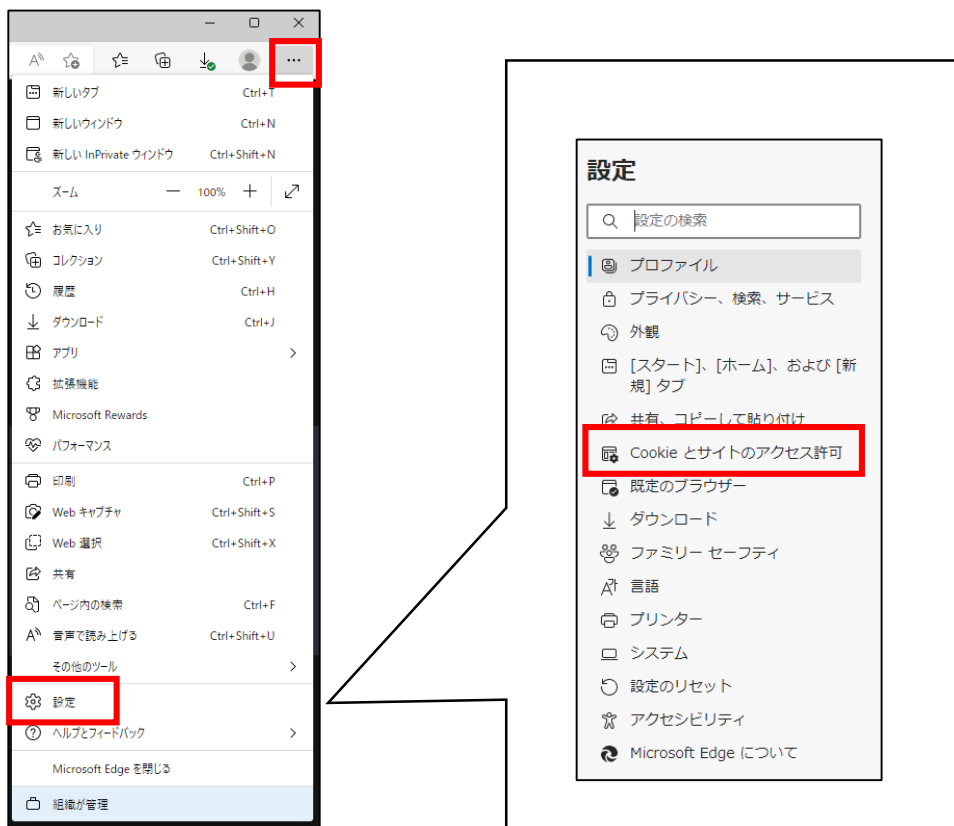 新しいタブ Ctrl+T
新しいウィンドウ Ctrl+N
新しい InPrivate ウィンドウ Ctrl+Shift+N
ズーム 100%
お気に入り Ctrl+Shift+O
コレクション Ctrl+Shift+Y
履歴 Ctrl+H
ダウンロード Ctrl+J
アプリ
拡張機能
Microsoft Rewards
パフォーマンス
印刷 Ctrl+P
Web キャプチャ Ctrl+Shift+S
Web 選択 Ctrl+Shift+X
共有
ページ内の検索 Ctrl+F
音声で読み上げる Ctrl+Shift+U
その他のツール
設定
ヘルプとフィードバック
Microsoft Edge を閉じる
組織が管理
設定
設定の検索
プロファイル
プライバシー、検索、サービス
外観
[スタート]、[ホーム]、および [新
規] タブ
共有、コピーして貼り付け
Cookie とサイトのアクセス許可
既定のブラウザー
ダウンロード
ファミリー セーフティ
言語
プリンター
システム
設定のリセット
アクセシビリティ
Microsoft Edge について